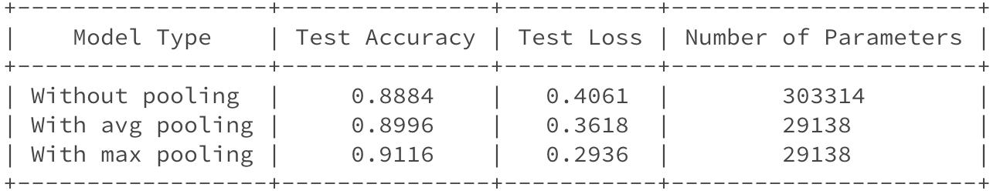 +------------------+---------------+-----------+----------------------+
|    Model Type    | Test Accuracy | Test Loss | Number of Parameters |
+------------------+---------------+-----------+----------------------+
| Without pooling  |     0.8884    |   0.4061  |        303314        |
| With avg pooling |     0.8996    |   0.3618  |        29138         |
| With max pooling |     0.9116    |   0.2936  |        29138         |
+------------------+---------------+-----------+----------------------+